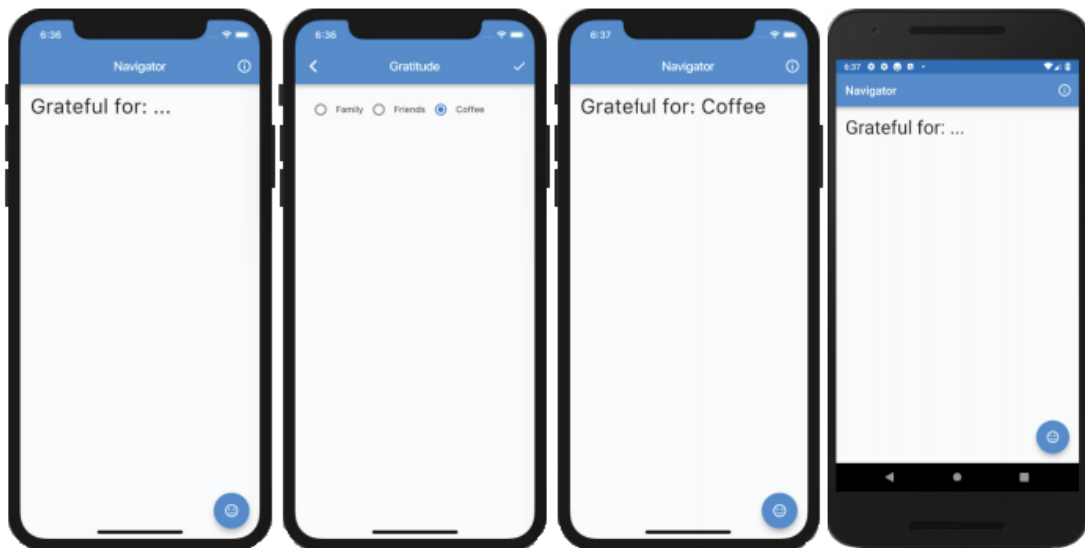 6:36
Navigator
Grateful for: ...
6:36
Gratitude
Family Friends Coffee
6:37
Navigator
Grateful for: Coffee
6:37
Navigator
Grateful for: ...